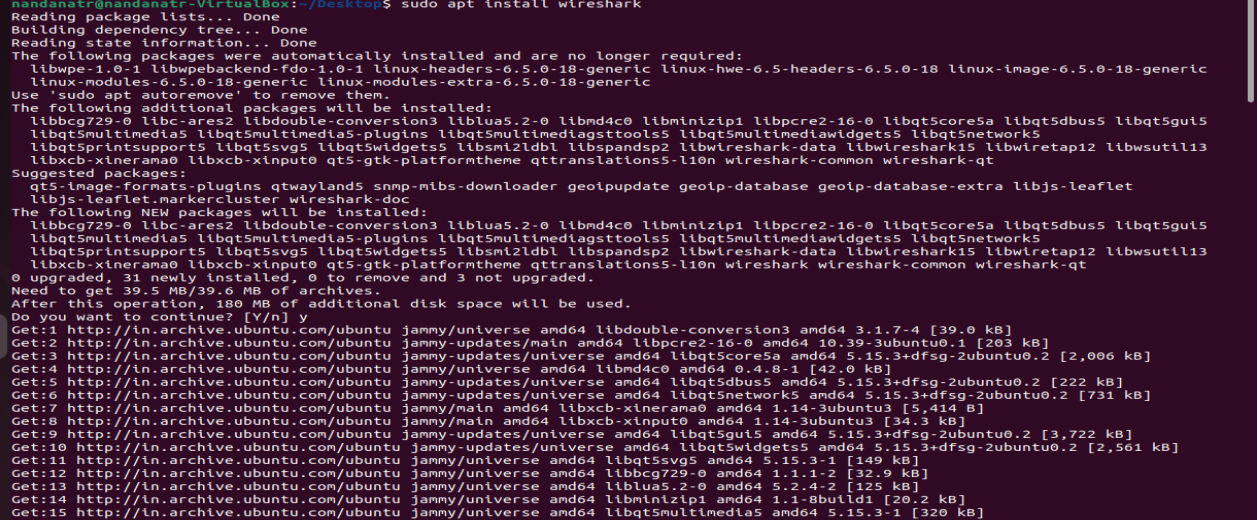 nandanatr@nandanatr-VirtualBox:~/Desktop$ sudo apt install wireshark
Reading package lists... Done
Building dependency tree... Done
Reading state information... Done
The following packages were automatically installed and are no longer required:
  libwpe-1.0-1 libwpebackend-fdo-1.0-1 linux-headers-6.5.0-18-generic linux-hwe-6.5-headers-6.5.0-18 linux-image-6.5.0-18-generic
  linux-modules-6.5.0-18-generic linux-modules-extra-6.5.0-18-generic
Use 'sudo apt autoremove' to remove them.
The following additional packages will be installed:
  libbcg729-0 libc-ares2 libdouble-conversion3 liblua5.2-0 libmd4c0 libminizip1 libpcre2-16-0 libqt5core5a libqt5dbus5 libqt5gui5
  libqt5multimedia5 libqt5multimedia5-plugins libqt5multimediagsttools5 libqt5multimediawidgets5 libqt5network5
  libqt5printsupport5 libqt5svg5 libqt5widgets5 libsmi2ldbl libspandsp2 libwireshark-data libwireshark15 libwiretap12 libwsutil13
  libxcb-xinerama0 libxcb-xinput0 qt5-gtk-platformtheme qttranslations5-l10n wireshark-common wireshark-qt
Suggested packages:
  qt5-image-formats-plugins qtwayland5 snmp-mibs-downloader geoipupdate geoip-database geoip-database-extra libjs-leaflet
  libjs-leaflet.markercluster wireshark-doc
The following NEW packages will be installed:
  libbcg729-0 libc-ares2 libdouble-conversion3 liblua5.2-0 libmd4c0 libminizip1 libpcre2-16-0 libqt5core5a libqt5dbus5 libqt5gui5
  libqt5multimedia5 libqt5multimedia5-plugins libqt5multimediagsttools5 libqt5multimediawidgets5 libqt5network5
  libqt5printsupport5 libqt5svg5 libqt5widgets5 libsmi2ldbl libspandsp2 libwireshark-data libwireshark15 libwiretap12 libwsutil13
  libxcb-xinerama0 libxcb-xinput0 qt5-gtk-platformtheme qttranslations5-l10n wireshark wireshark-common wireshark-qt
0 upgraded, 31 newly installed, 0 to remove and 3 not upgraded.
Need to get 39.5 MB/39.6 MB of archives.
After this operation, 180 MB of additional disk space will be used.
Do you want to continue? [Y/n] y
Get:1 http://in.archive.ubuntu.com/ubuntu jammy/universe amd64 libdouble-conversion3 amd64 3.1.7-4 [39.0 kB]
Get:2 http://in.archive.ubuntu.com/ubuntu jammy-updates/main amd64 libpcre2-16-0 amd64 10.39-3ubuntu0.1 [203 kB]
Get:3 http://in.archive.ubuntu.com/ubuntu jammy-updates/universe amd64 libqt5core5a amd64 5.15.3+dfsg-2ubuntu0.2 [2,006 kB]
Get:4 http://in.archive.ubuntu.com/ubuntu jammy/universe amd64 libmd4c0 amd64 0.4.8-1 [42.0 kB]
Get:5 http://in.archive.ubuntu.com/ubuntu jammy-updates/universe amd64 libqt5dbus5 amd64 5.15.3+dfsg-2ubuntu0.2 [222 kB]
Get:6 http://in.archive.ubuntu.com/ubuntu jammy-updates/universe amd64 libqt5network5 amd64 5.15.3+dfsg-2ubuntu0.2 [731 kB]
Get:7 http://in.archive.ubuntu.com/ubuntu jammy/main amd64 libxcb-xinerama0 amd64 1.14-3ubuntu3 [5,414 B]
Get:8 http://in.archive.ubuntu.com/ubuntu jammy/main amd64 libxcb-xinput0 amd64 1.14-3ubuntu3 [34.3 kB]
Get:9 http://in.archive.ubuntu.com/ubuntu jammy-updates/universe amd64 libqt5gui5 amd64 5.15.3+dfsg-2ubuntu0.2 [3,722 kB]
Get:10 http://in.archive.ubuntu.com/ubuntu jammy-updates/universe amd64 libqt5widgets5 amd64 5.15.3+dfsg-2ubuntu0.2 [2,561 kB]
Get:11 http://in.archive.ubuntu.com/ubuntu jammy/universe amd64 libqt5svg5 amd64 5.15.3-1 [149 kB]
Get:12 http://in.archive.ubuntu.com/ubuntu jammy/universe amd64 libbcg729-0 amd64 1.1.1-2 [22.9 kB]
Get:13 http://in.archive.ubuntu.com/ubuntu jammy/universe amd64 liblua5.2-0 amd64 5.2.4-2 [125 kB]
Get:14 http://in.archive.ubuntu.com/ubuntu jammy/universe amd64 libminizip1 amd64 1.1-8build1 [20.2 kB]
Get:15 http://in.archive.ubuntu.com/ubuntu jammy/universe amd64 libqt5multimedia5 amd64 5.15.3-1 [320 kB]